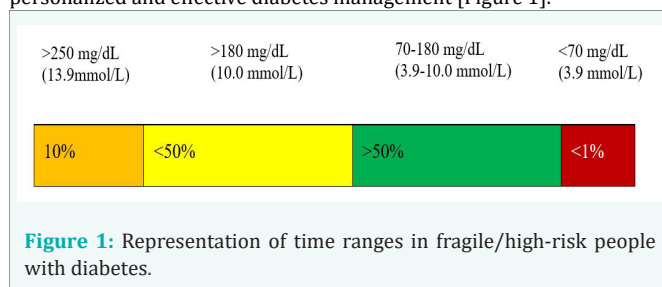 personalized and effective diabetes management [Figure 1].
>250 mg/dL >180 mg/dL 70-180 mg/dL <70 mg/dL
(13.9mmol/L) (10.0 mmol/L) (3.9-10.0 mmol/L) (3.9 mmol/L)
10% <50% >50% <1%
Figure 1: Representation of time ranges in fragile/high-risk people
with diabetes.